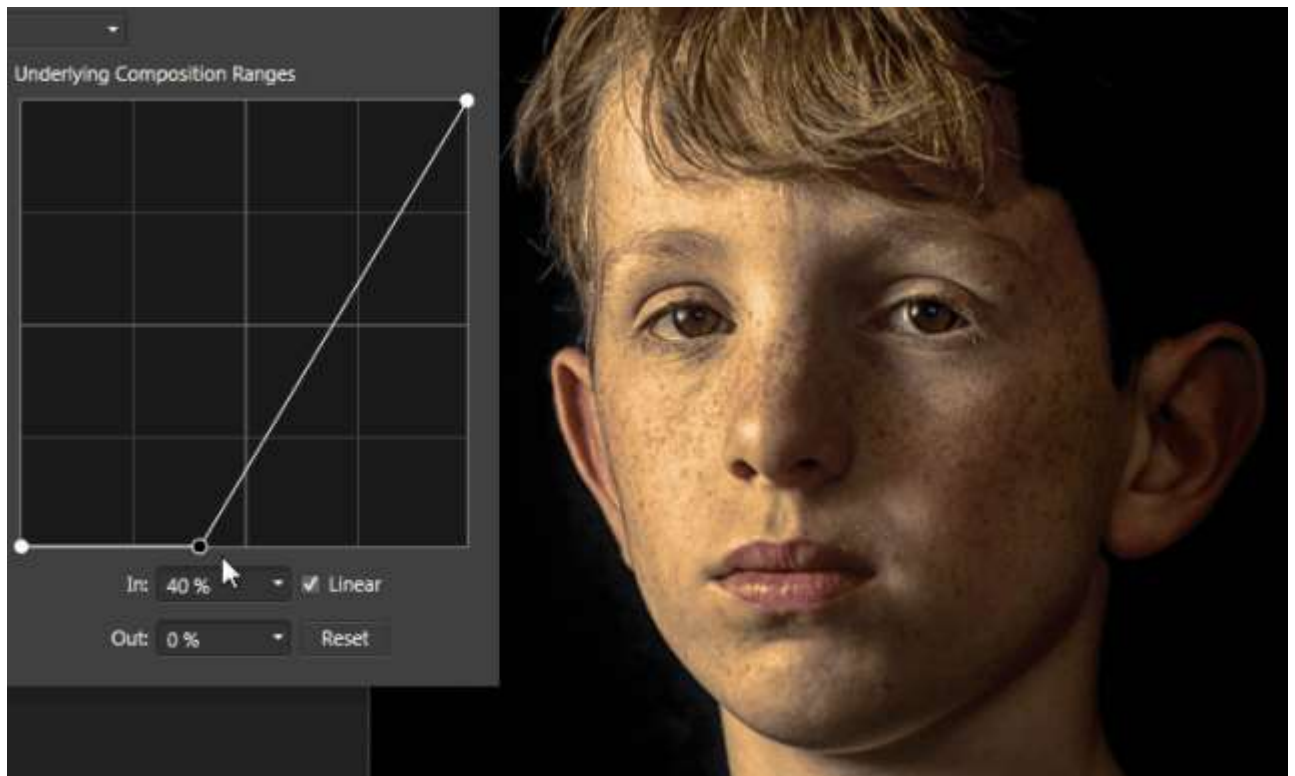 Underlying Composition Ranges
In: 40 % Linear
Out: 0 % Reset